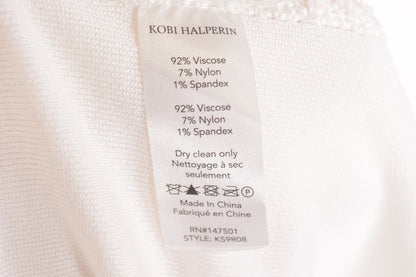 KOBI HALPERIN
92% Viscose
7% Nylon
1% Spandex
92% Viscose
7% Nylon
1% Spandex
Dry clean only
Nettoyage à sec
seulement
P
Made in China
Fabriqué en Chine
RN#147501
STYLE: KS9R08